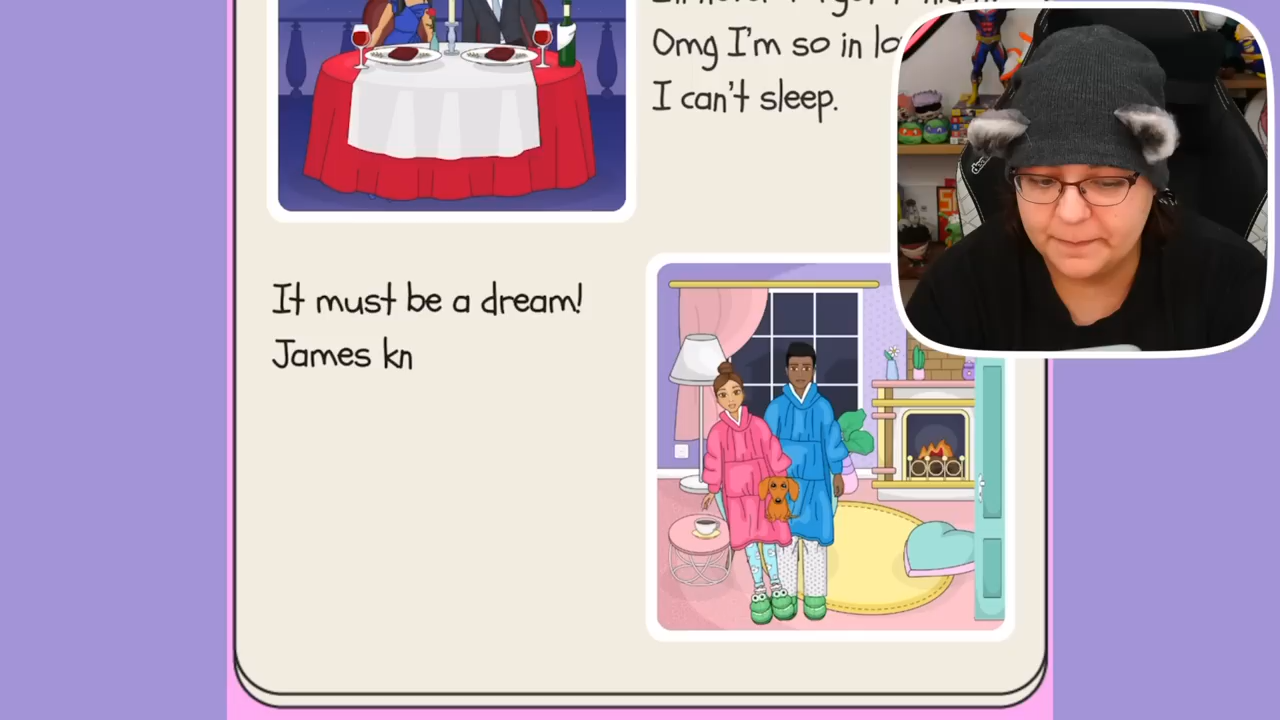 Omg I'm so in lo
I can't sleep.
It must be a dream!
James kn